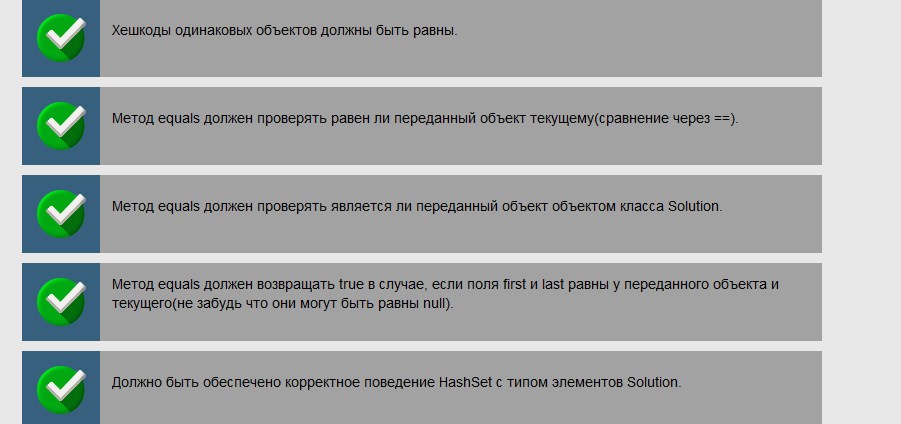 Хешкоды одинаковых объектов должны быть равны.
Метод equals должен проверять равен ли переданный объект текущему(сравнение через ==).
Метод equals должен проверять является ли переданный объект объектом класса Solution.
Метод equals должен возвращать true в случае, если поля first и last равны у переданного объекта и
текущего(не забудь что они могут быть равны null).
Должно быть обеспечено корректное поведение HashSet с типом элементов Solution.